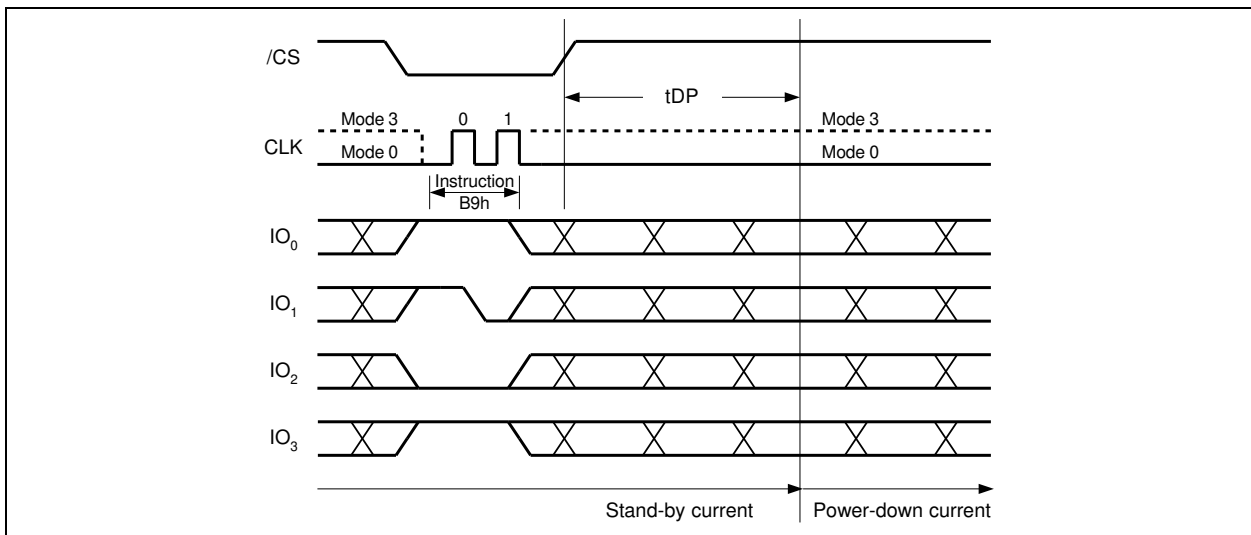 /CS
tDP
Mode 3 0 1 Mode 3
CLK
Mode 0 Mode 0
Instruction
B9h
IO₀
IO₁
IO₂
IO₃
Stand-by current Power-down current